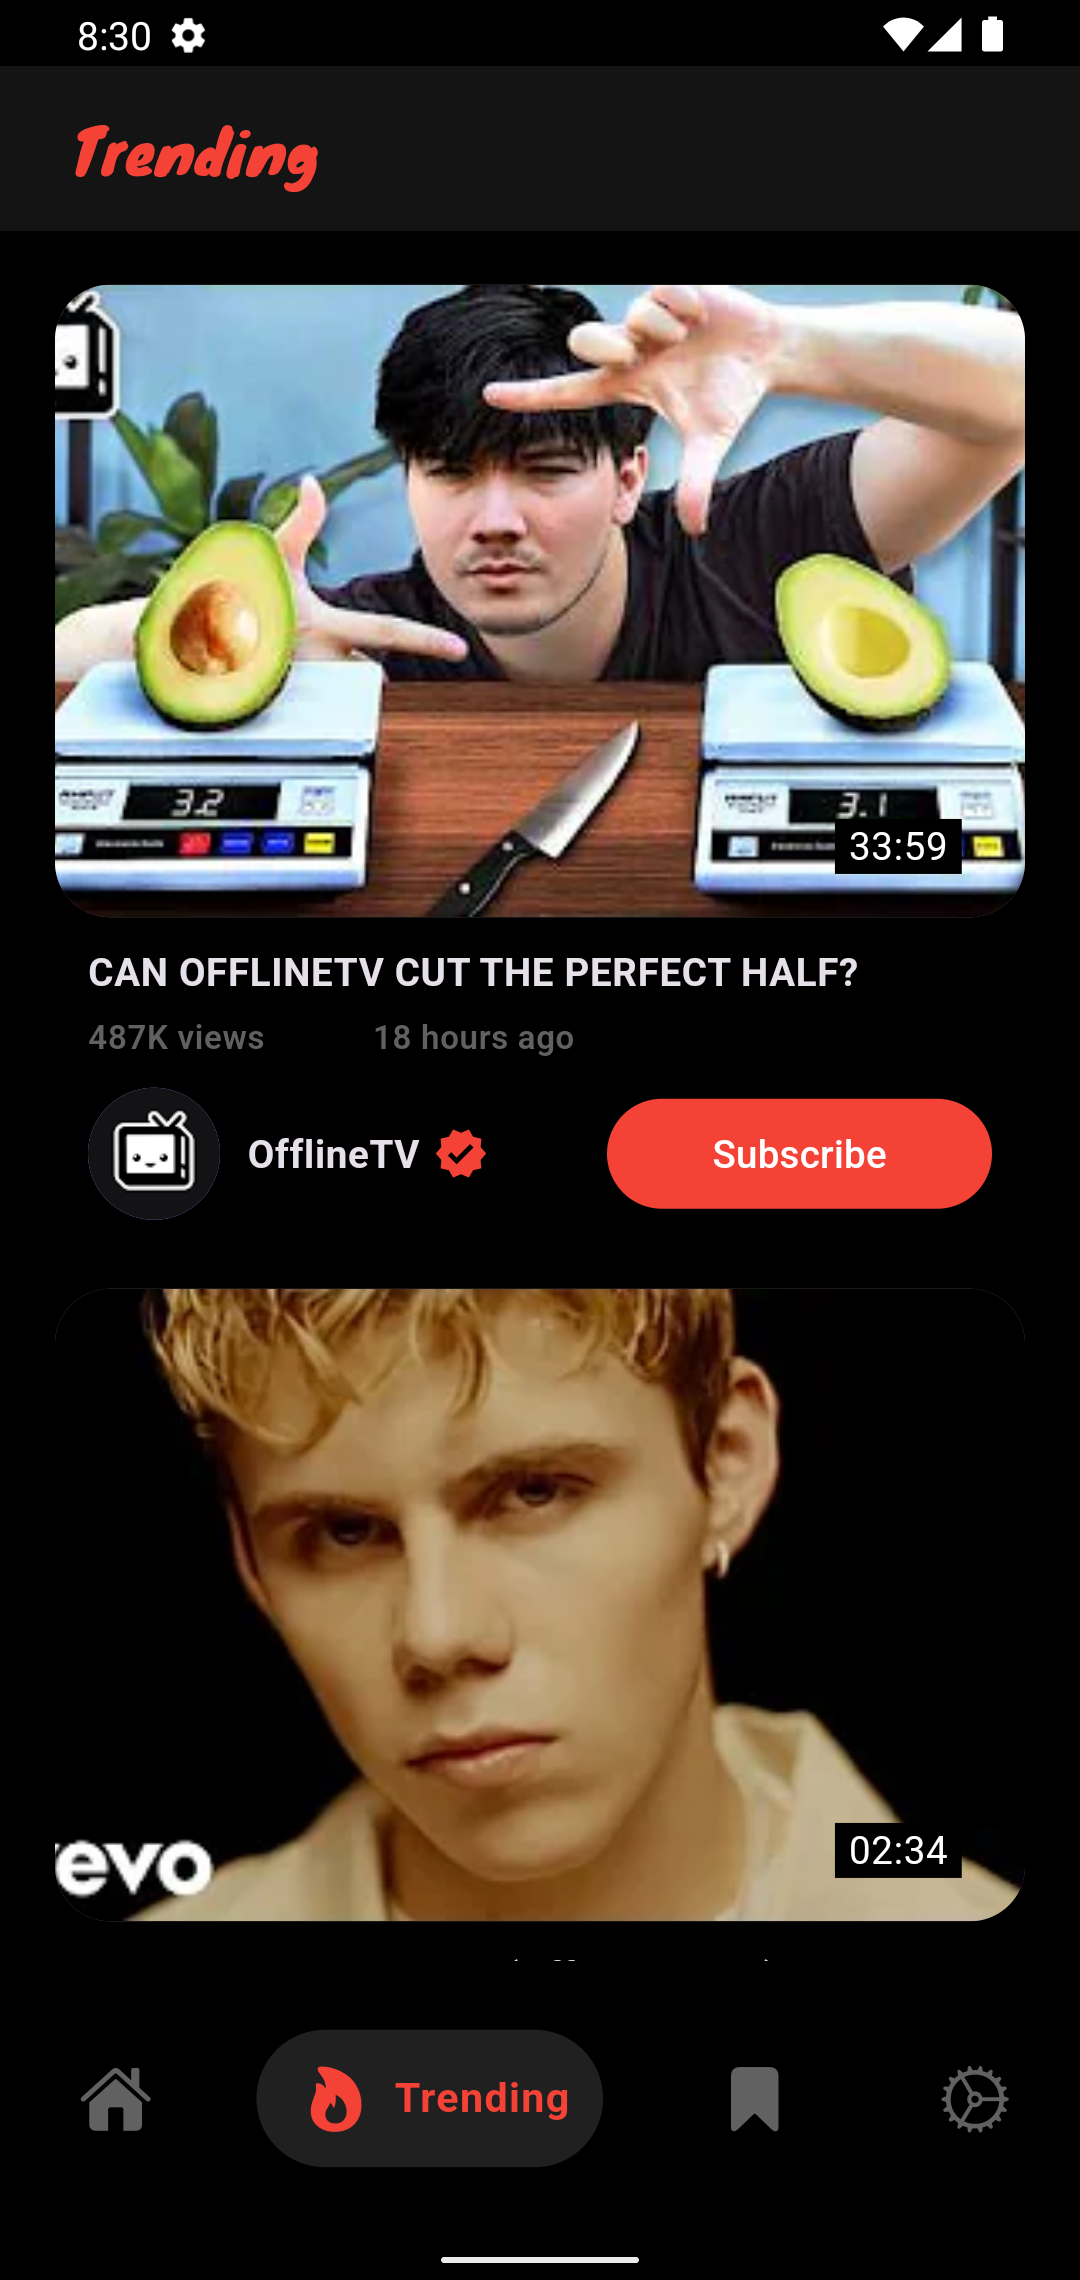 8:30
Trending
3.2
3.1
33:59
CAN OFFLINETV CUT THE PERFECT HALF?
487K views 18 hours ago
OfflineTV Subscribe
evo
02:34
Trending